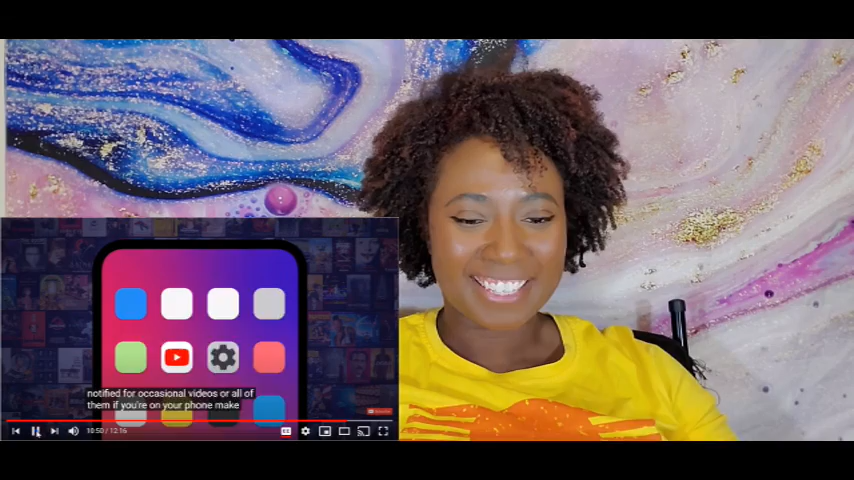 notified for occasional videos or all of
them if you're on your phone make
10:50 / 12:16